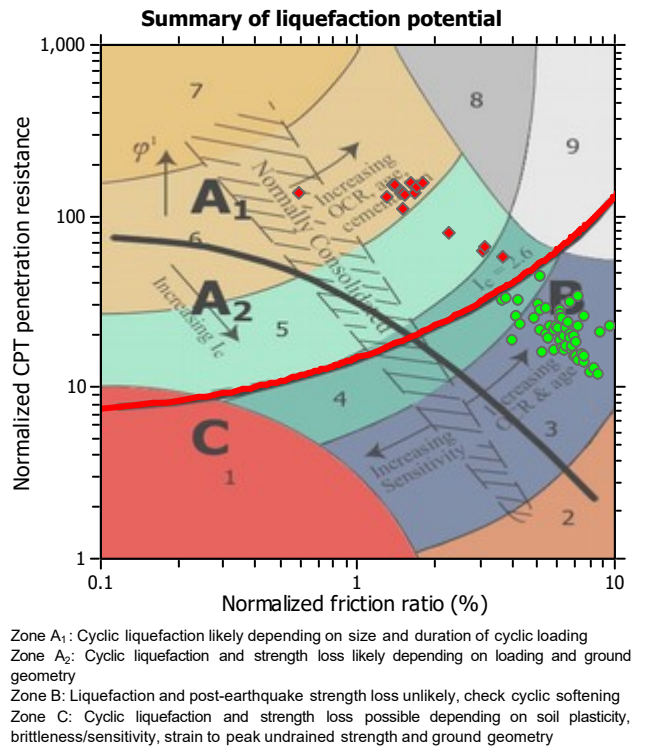 Summary of liquefaction potential
1,000
100
10
1
0.1
1
10
Normalized CPT penetration resistance
Normalized friction ratio (%)
7
8
9
φ'
A1
Increasing
OCR, age,
cementation
Normally Consolidated
6
A2
Increasing Ic
5
Ic = 2.6
B
4
Increasing
OCR & age
3
Increasing
Sensitivity
C
1
2
Zone A1: Cyclic liquefaction likely depending on size and duration of cyclic loading
Zone A2: Cyclic liquefaction and strength loss likely depending on loading and ground
geometry
Zone B: Liquefaction and post-earthquake strength loss unlikely, check cyclic softening
Zone C: Cyclic liquefaction and strength loss possible depending on soil plasticity,
brittleness/sensitivity, strain to peak undrained strength and ground geometry